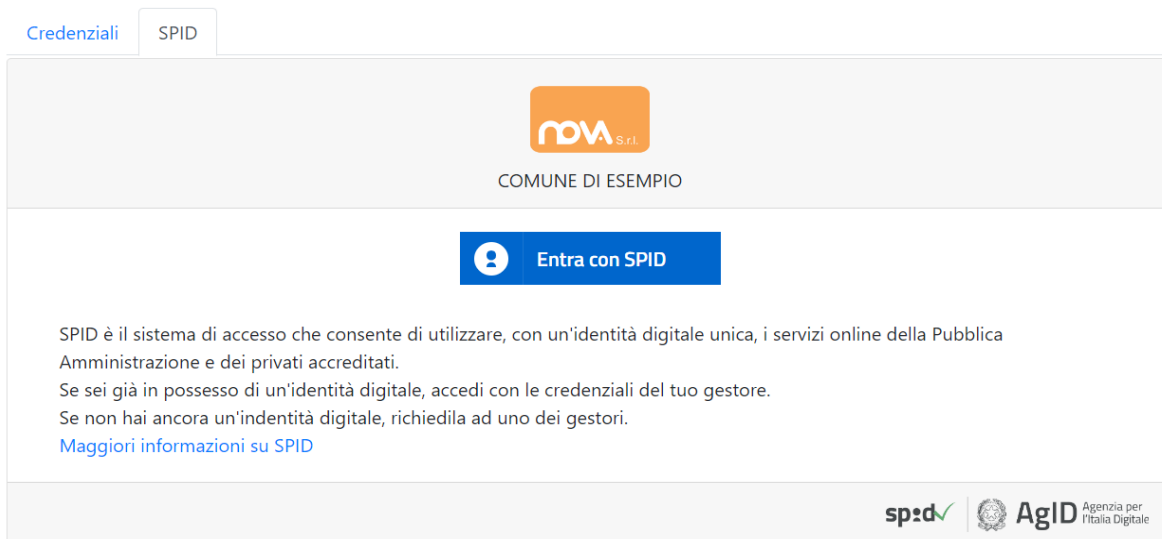 Credenziali SPID
NOVA S.r.l.
COMUNE DI ESEMPIO
Entra con SPID
SPID è il sistema di accesso che consente di utilizzare, con un'identità digitale unica, i servizi online della Pubblica
Amministrazione e dei privati accreditati.
Se sei già in possesso di un'identità digitale, accedi con le credenziali del tuo gestore.
Se non hai ancora un'indentità digitale, richiedila ad uno dei gestori.
Maggiori informazioni su SPID
spid AgID Agenzia per
l'Italia Digitale